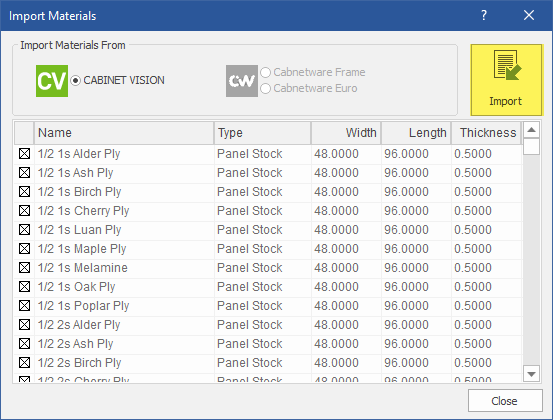 Import Materials ? ×
Import Materials From
CV CABINET VISION
CW Cabnetware Frame
Cabnetware Euro
Import
Name Type Width Length Thickness
1/2 1s Alder Ply Panel Stock 48.0000 96.0000 0.5000
1/2 1s Ash Ply Panel Stock 48.0000 96.0000 0.5000
1/2 1s Birch Ply Panel Stock 48.0000 96.0000 0.5000
1/2 1s Cherry Ply Panel Stock 48.0000 96.0000 0.5000
1/2 1s Luan Ply Panel Stock 48.0000 96.0000 0.5000
1/2 1s Maple Ply Panel Stock 48.0000 96.0000 0.5000
1/2 1s Melamine Panel Stock 48.0000 96.0000 0.5000
1/2 1s Oak Ply Panel Stock 48.0000 96.0000 0.5000
1/2 1s Poplar Ply Panel Stock 48.0000 96.0000 0.5000
1/2 2s Alder Ply Panel Stock 48.0000 96.0000 0.5000
1/2 2s Ash Ply Panel Stock 48.0000 96.0000 0.5000
1/2 2s Birch Ply Panel Stock 48.0000 96.0000 0.5000
1/2 2s Cherry Ply Panel Stock 48.0000 96.0000 0.5000
Close